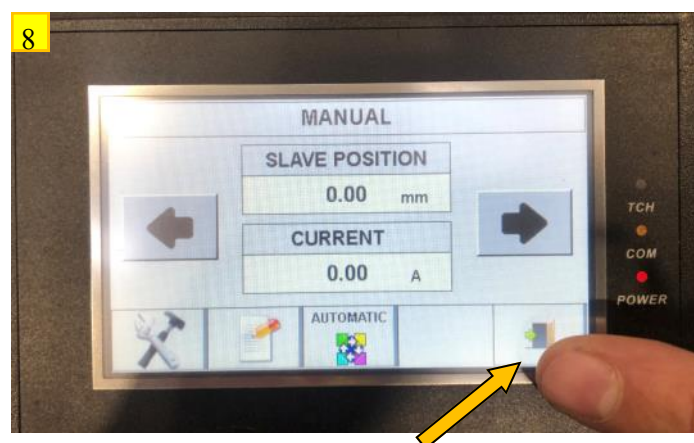 8
MANUAL
SLAVE POSITION
0.00 mm
CURRENT
0.00 A
AUTOMATIC
TCH
COM
POWER